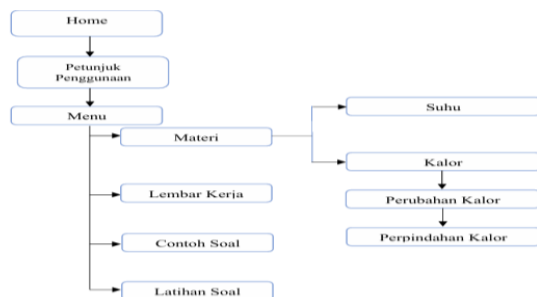 Home
Petunjuk
Penggunaan
Menu
Materi
Lembar Kerja
Contoh Soal
Latihan Soal
Suhu
Kalor
Perubahan Kalor
Perpindahan Kalor